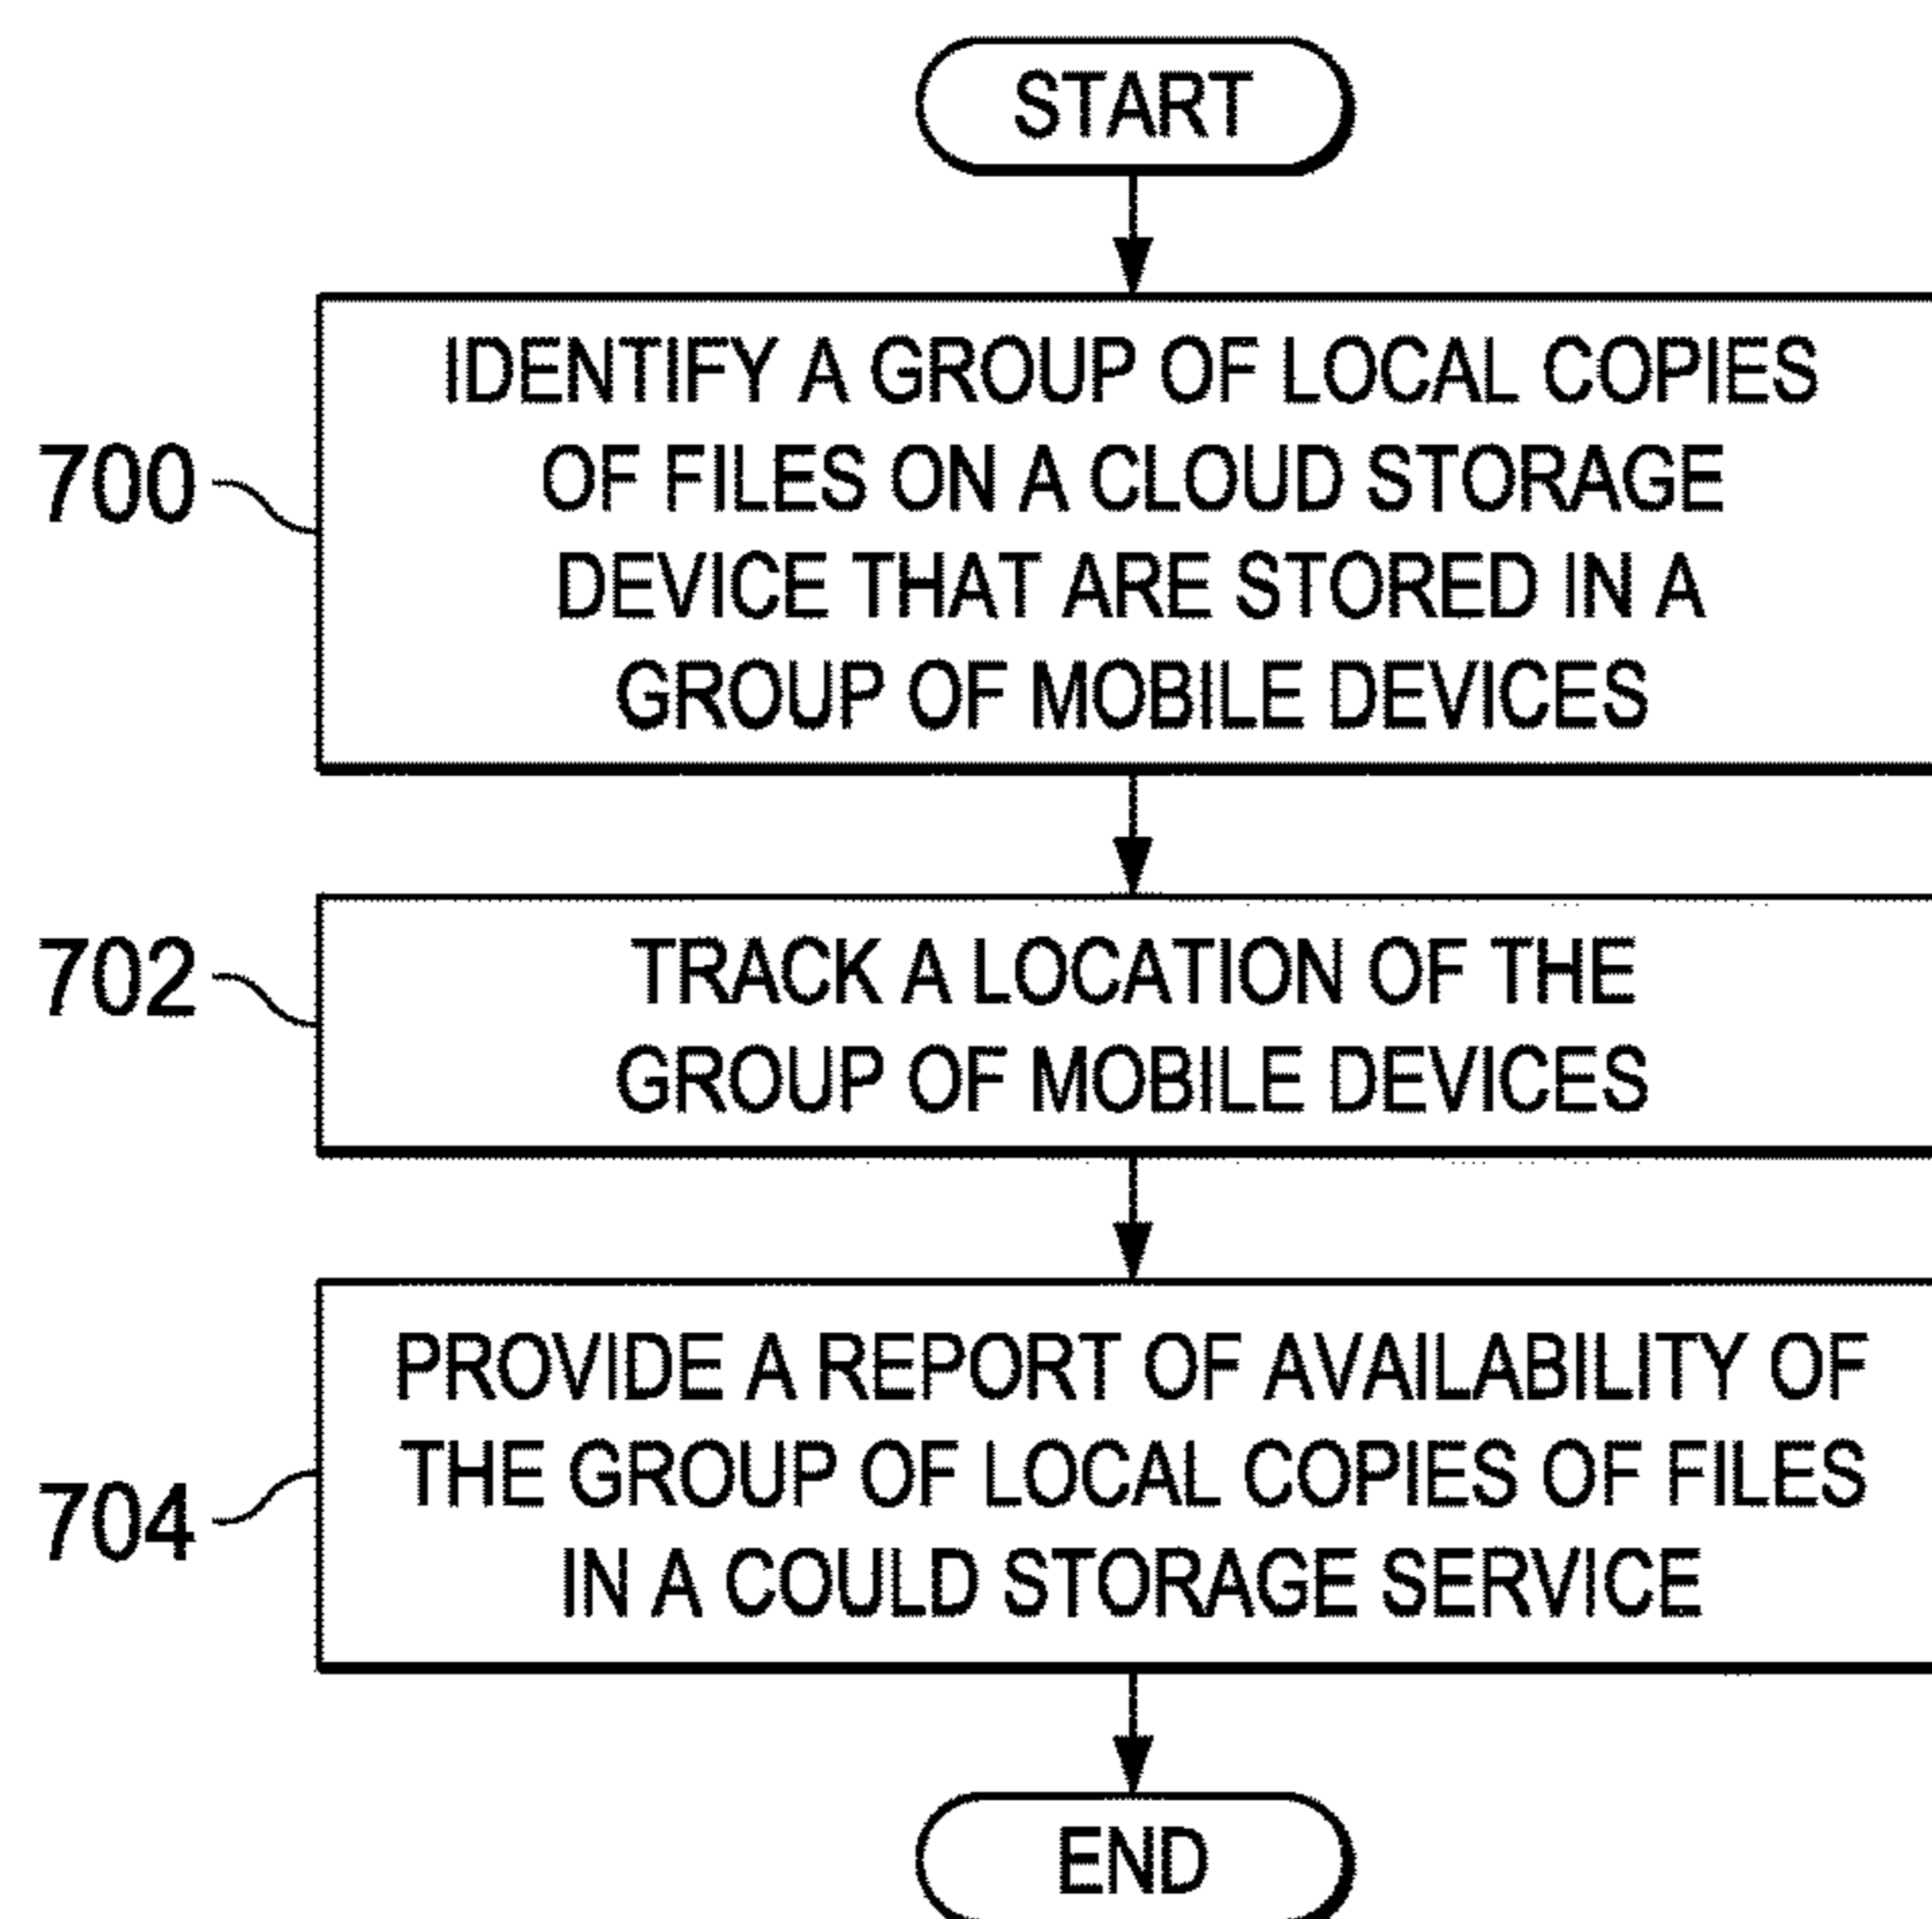 START
IDENTIFY A GROUP OF LOCAL COPIES
OF FILES ON A CLOUD STORAGE
DEVICE THAT ARE STORED IN A
GROUP OF MOBILE DEVICES
700
TRACK A LOCATION OF THE
GROUP OF MOBILE DEVICES
702
PROVIDE A REPORT OF AVAILABILITY OF
THE GROUP OF LOCAL COPIES OF FILES
IN A COULD STORAGE SERVICE
704
END